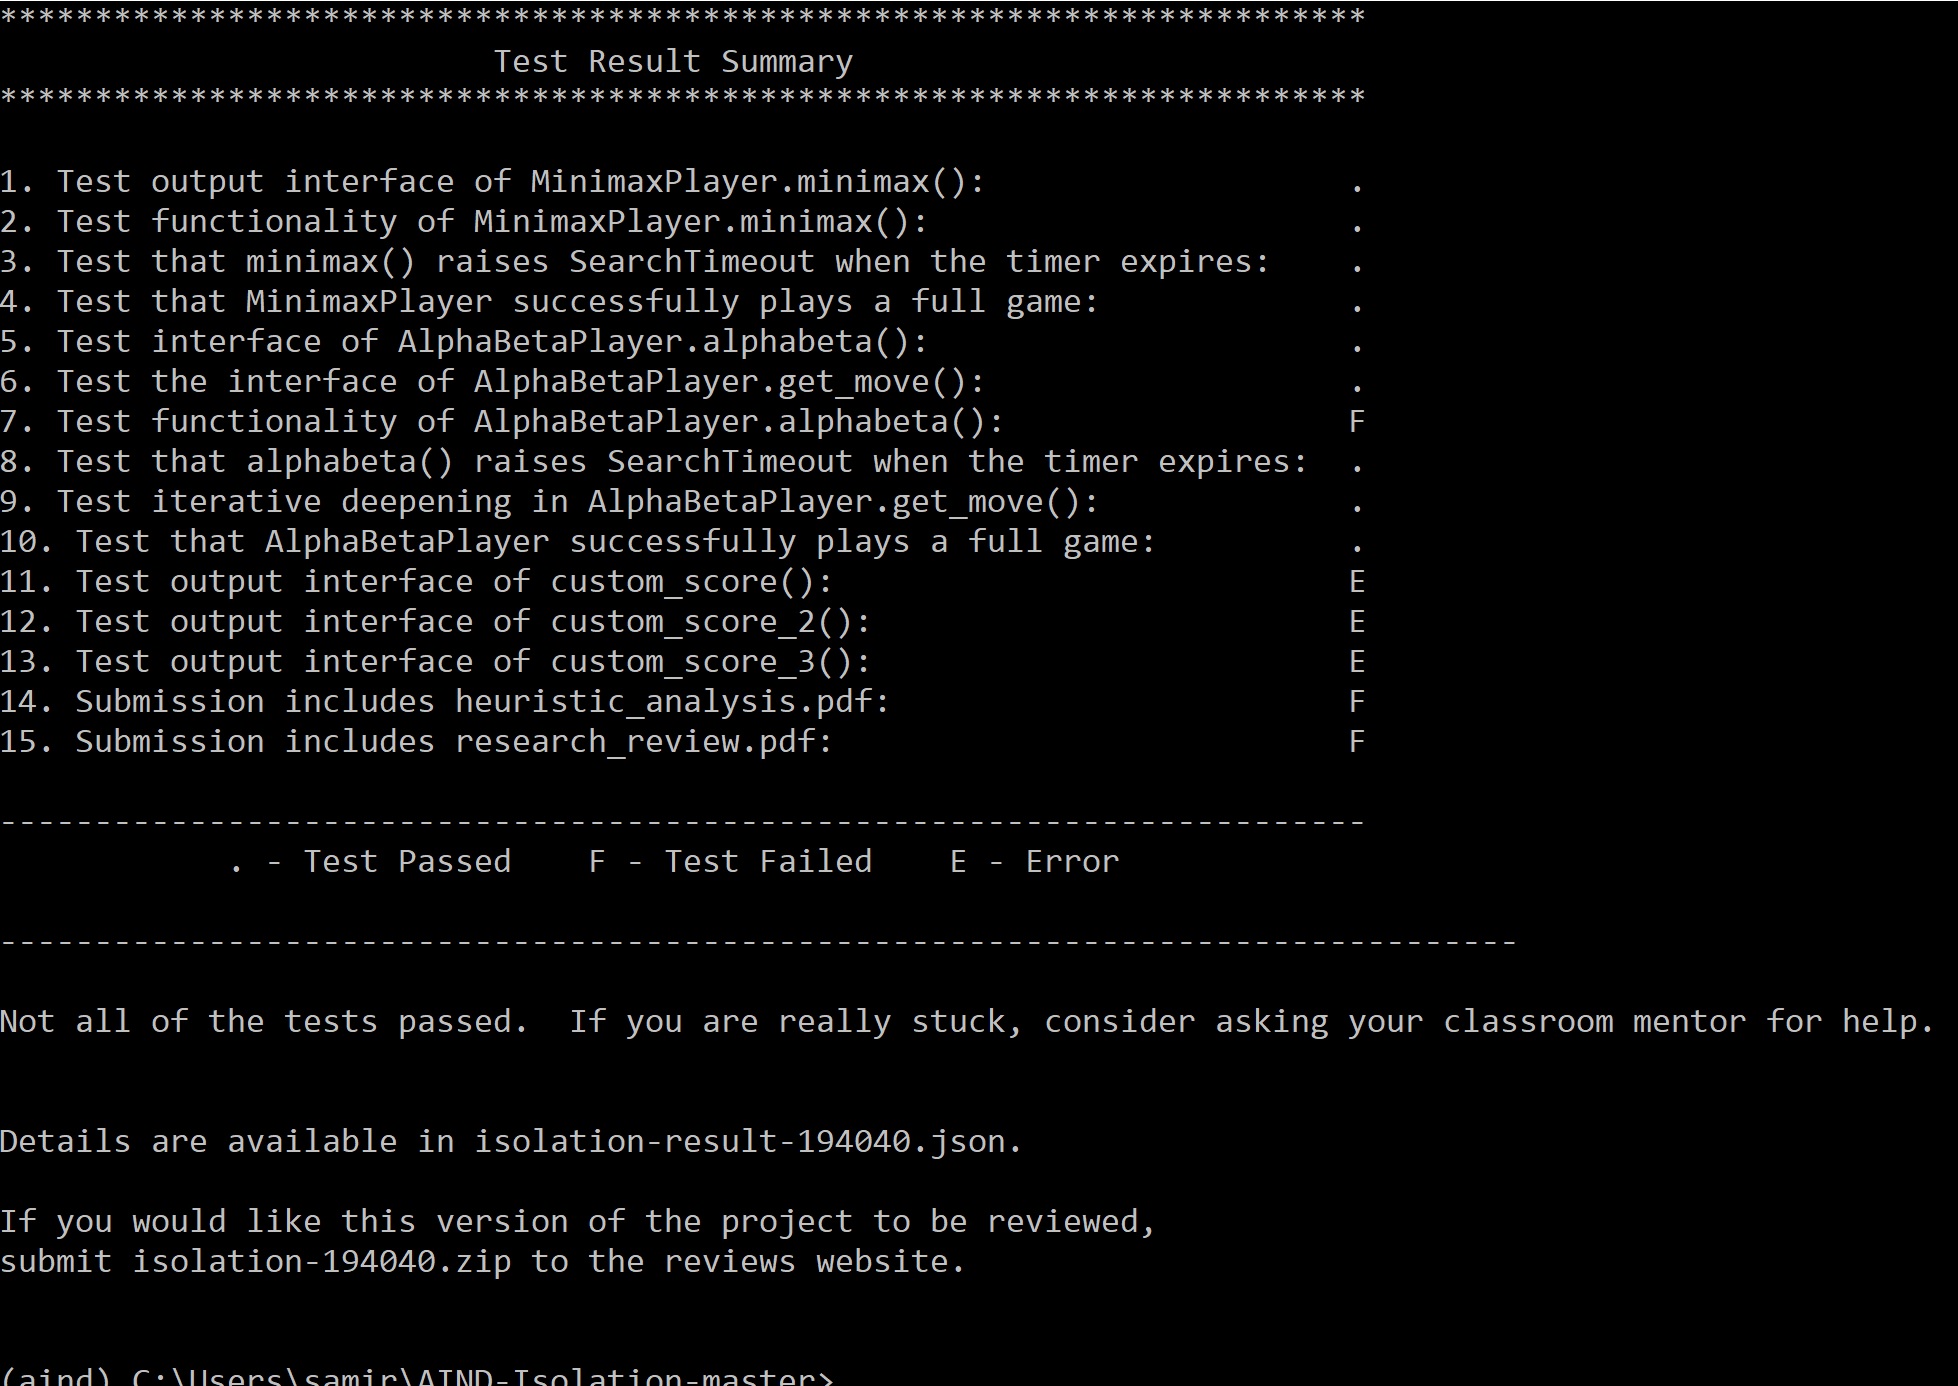 ************************************************************************
Test Result Summary
************************************************************************
1. Test output interface of MinimaxPlayer.minimax(): .
2. Test functionality of MinimaxPlayer.minimax(): .
3. Test that minimax() raises SearchTimeout when the timer expires: .
4. Test that MinimaxPlayer successfully plays a full game: .
5. Test interface of AlphaBetaPlayer.alphabeta(): .
6. Test the interface of AlphaBetaPlayer.get_move(): .
7. Test functionality of AlphaBetaPlayer.alphabeta(): F
8. Test that alphabeta() raises SearchTimeout when the timer expires: .
9. Test iterative deepening in AlphaBetaPlayer.get_move(): .
10. Test that AlphaBetaPlayer successfully plays a full game: .
11. Test output interface of custom_score(): E
12. Test output interface of custom_score_2(): E
13. Test output interface of custom_score_3(): E
14. Submission includes heuristic_analysis.pdf: F
15. Submission includes research_review.pdf: F
------------------------------------------------------------------------
. - Test Passed    F - Test Failed    E - Error
--------------------------------------------------------------------------------
Not all of the tests passed.  If you are really stuck, consider asking your classroom mentor for help.
Details are available in isolation-result-194040.json.
If you would like this version of the project to be reviewed,
submit isolation-194040.zip to the reviews website.
(aind) C:\Users\samir\AIND-Isolation-master>